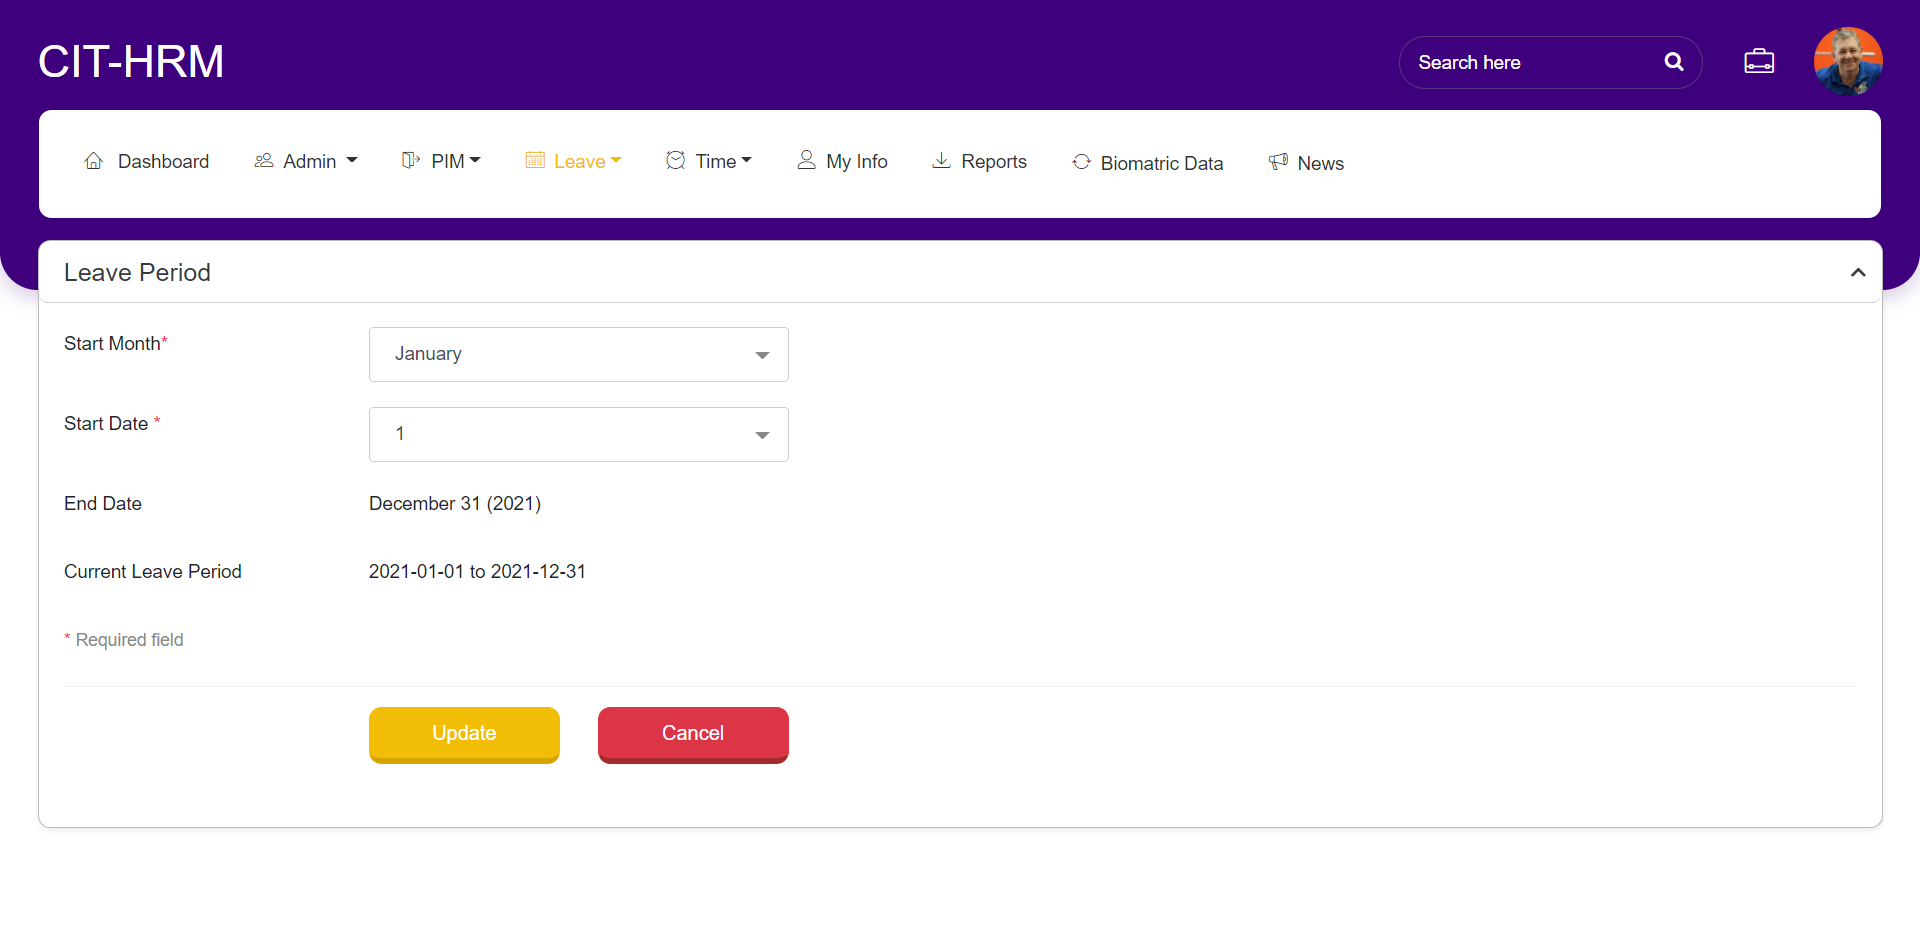 CIT-HRM
Search here
Dashboard Admin PIM Leave Time My Info Reports Biomatric Data News
Leave Period
Start Month*
January
Start Date *
1
End Date
December 31 (2021)
Current Leave Period
2021-01-01 to 2021-12-31
* Required field
Update
Cancel